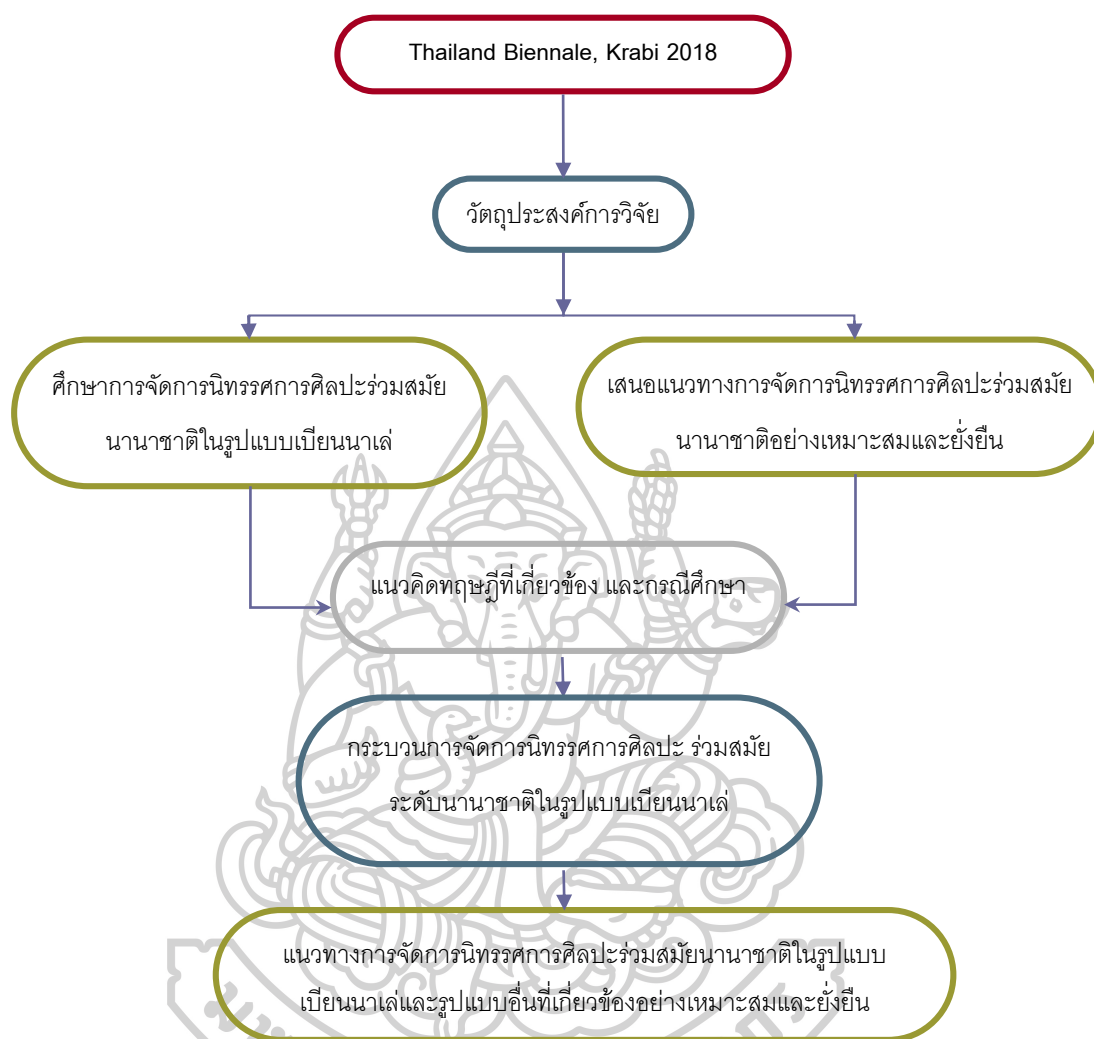 Thailand Biennale, Krabi 2018
วัตถุประสงค์การวิจัย
ศึกษาการจัดการนิทรรศการศิลปะร่วมสมัย
นานาชาติในรูปแบบเบียนนาเล่
เสนอแนวทางการจัดการนิทรรศการศิลปะร่วมสมัย
นานาชาติอย่างเหมาะสมและยั่งยืน
แนวคิดทฤษฎีที่เกี่ยวข้อง และกรณีศึกษา
กระบวนการจัดการนิทรรศการศิลปะ ร่วมสมัย
ระดับนานาชาติในรูปแบบเบียนนาเล่
แนวทางการจัดการนิทรรศการศิลปะร่วมสมัยนานาชาติในรูปแบบ
เบียนนาเล่และรูปแบบอื่นที่เกี่ยวข้องอย่างเหมาะสมและยั่งยืน